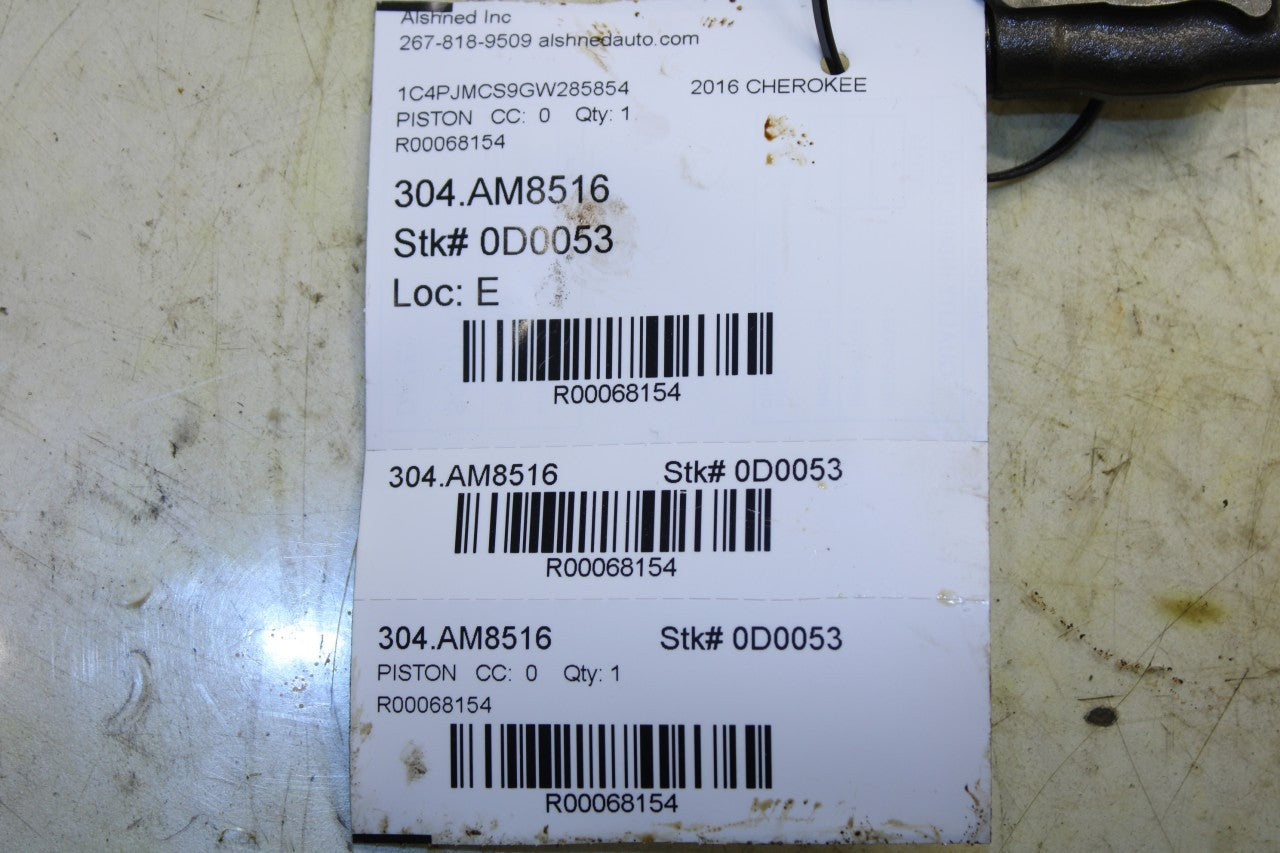 Alshned Inc
267-818-9509 alshnedauto.com
1C4PJMCS9GW285854 2016 CHEROKEE
PISTON CC: 0 Qty: 1
R00068154
304.AM8516
Stk# 0D0053
Loc: E
R00068154
304.AM8516 Stk# 0D0053
R00068154
304.AM8516 Stk# 0D0053
PISTON CC: 0 Qty: 1
R00068154
R00068154